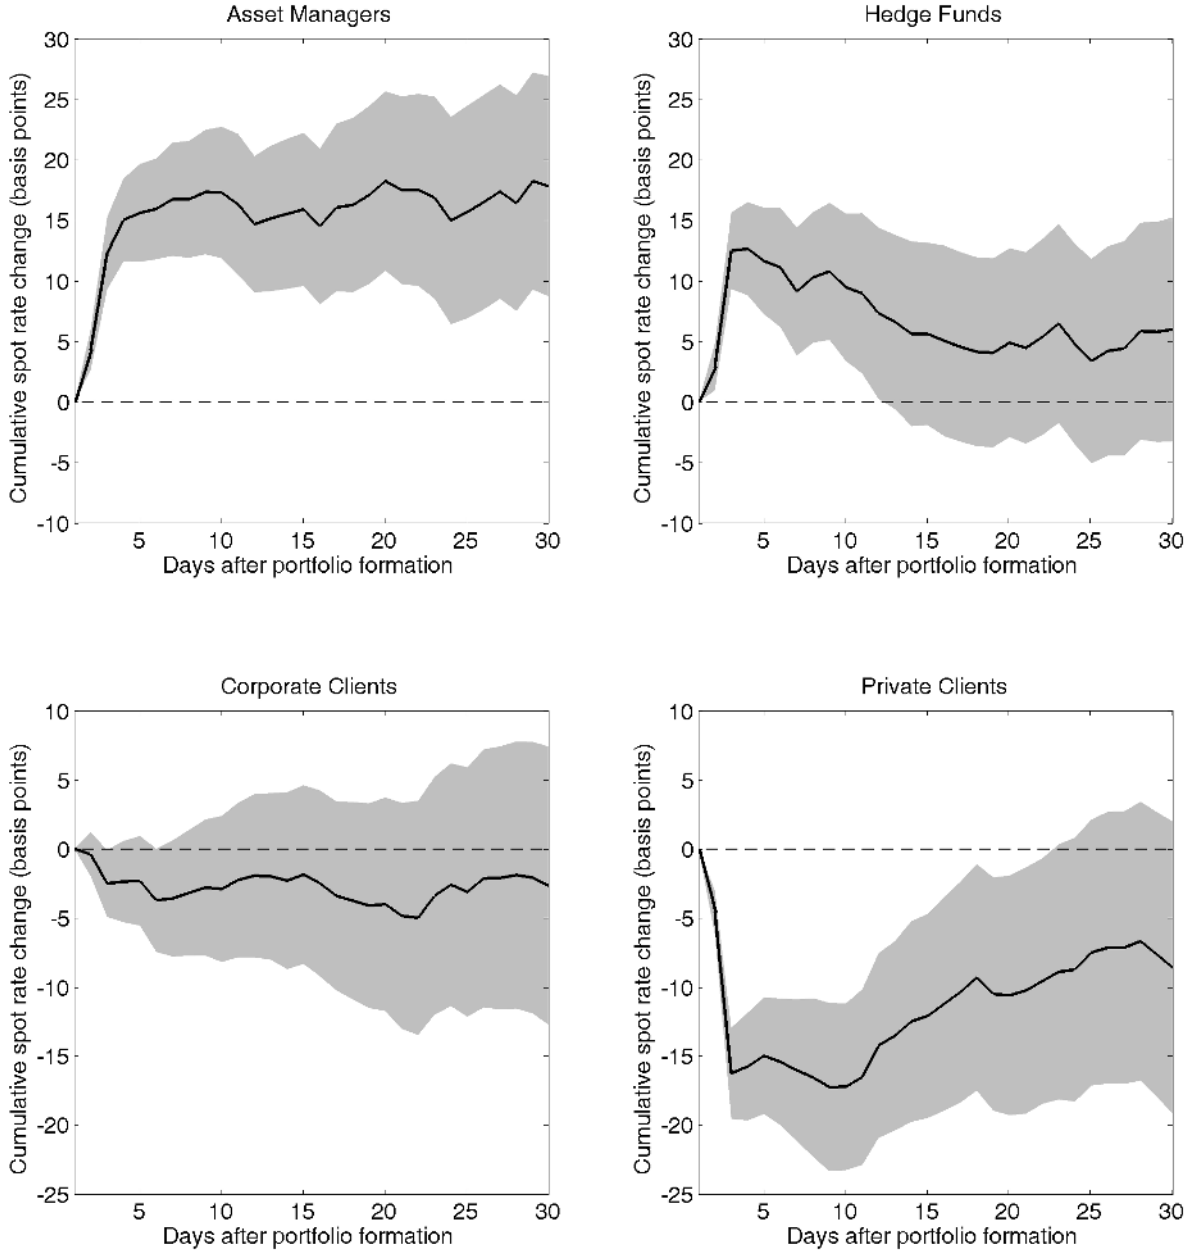 Asset Managers
Cumulative spot rate change (basis points)
30
25
20
15
10
5
0
-5
-10
5 10 15 20 25 30
Days after portfolio formation
Hedge Funds
Cumulative spot rate change (basis points)
30
25
20
15
10
5
0
-5
-10
5 10 15 20 25 30
Days after portfolio formation
Corporate Clients
Cumulative spot rate change (basis points)
10
5
0
-5
-10
-15
-20
-25
5 10 15 20 25 30
Days after portfolio formation
Private Clients
Cumulative spot rate change (basis points)
10
5
0
-5
-10
-15
-20
-25
5 10 15 20 25 30
Days after portfolio formation